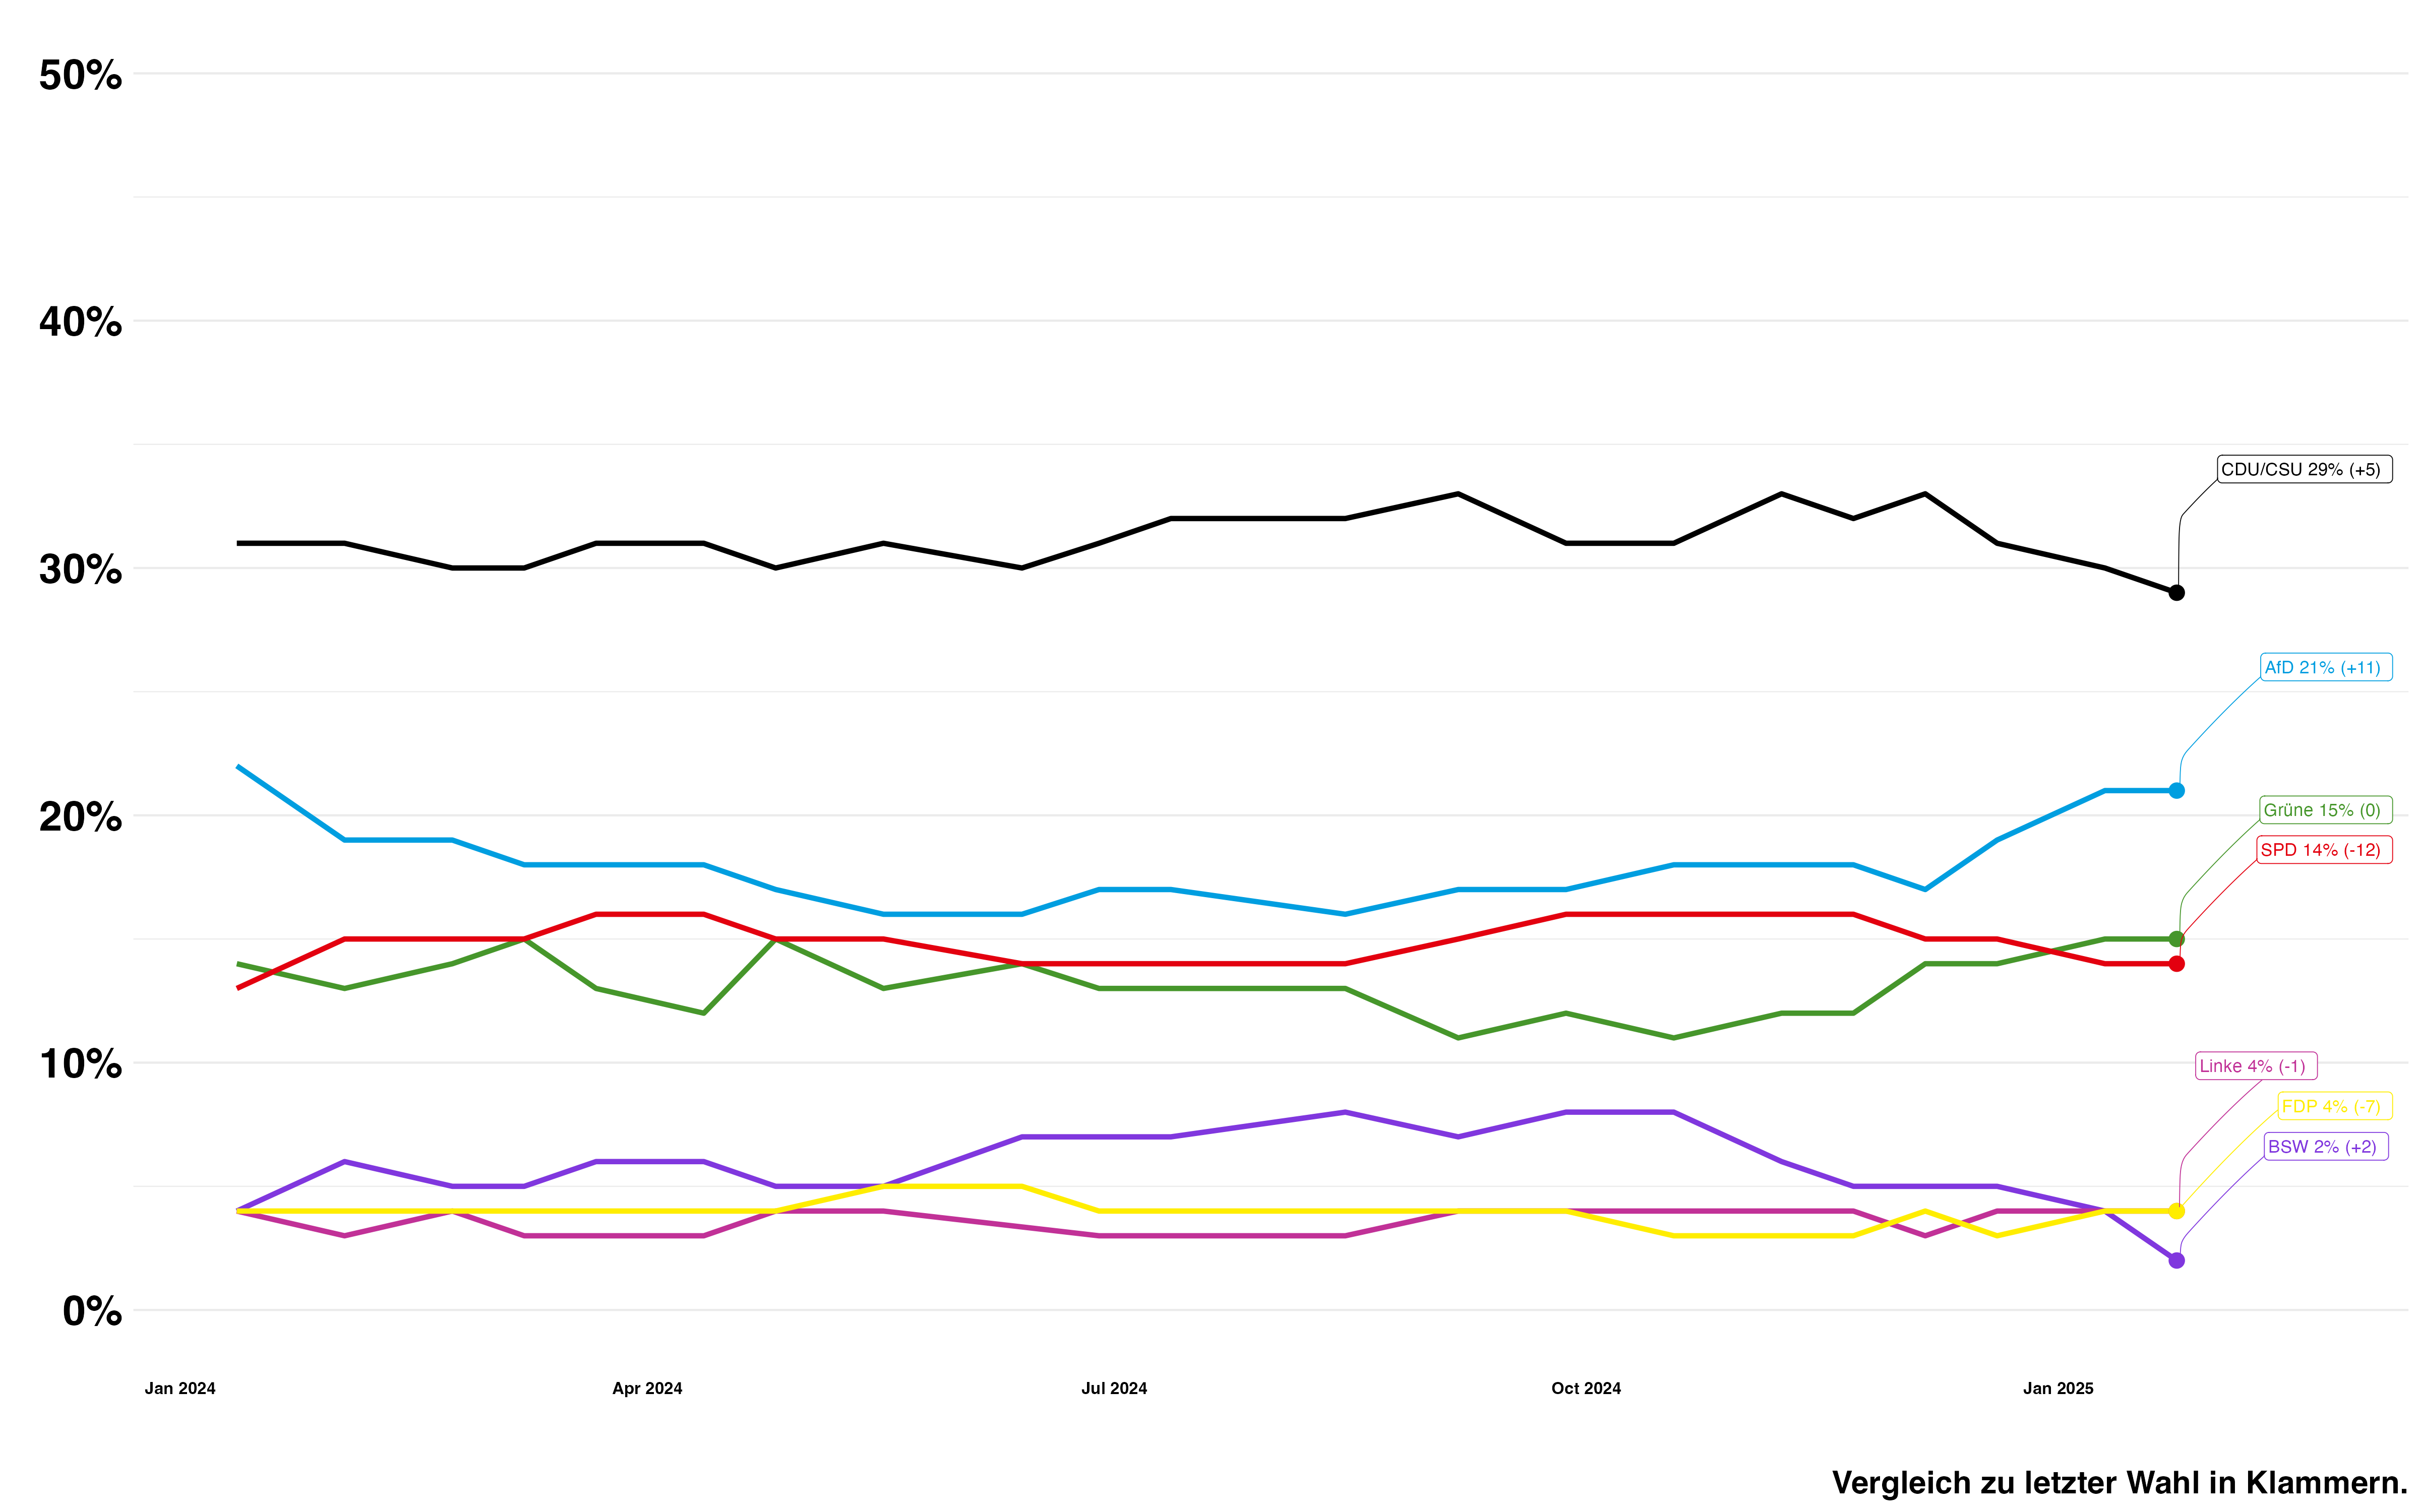 50%
40%
30%
20%
10%
0%
CDU/CSU 29% (+5)
AfD 21% (+11)
Grüne 15% (0)
SPD 14% (-12)
Linke 4% (-1)
FDP 4% (-7)
BSW 2% (+2)
Jan 2024
Apr 2024
Jul 2024
Oct 2024
Jan 2025
Vergleich zu letzter Wahl in Klammern.